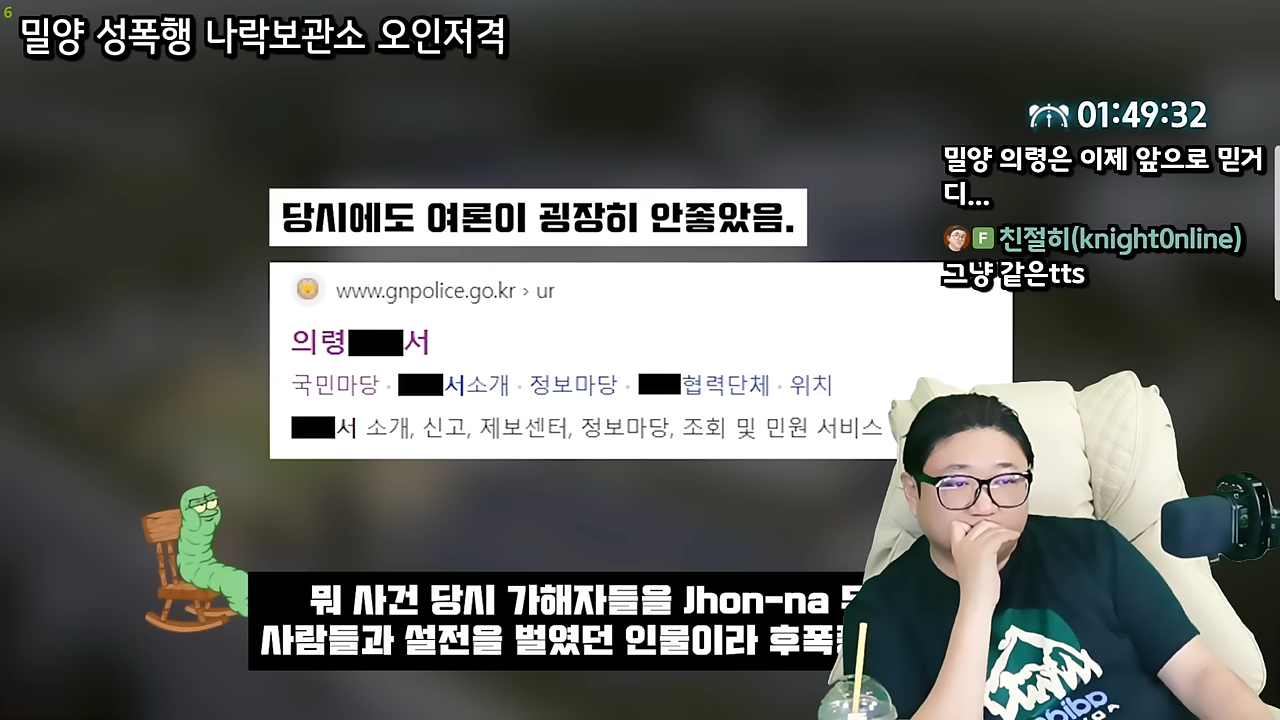 6
밀양 성폭행 나락보관소 오인저격
01:49:32
밀양 의령은 이제 앞으로 믿거
디...
F 친절히(knight0nline)
그냥 같은tts
당시에도 여론이 굉장히 안좋았음.
www.gnpolice.go.kr › ur
의령 서
국민마당 · 서소개 · 정보마당 · 협력단체 · 위치
서 소개, 신고, 제보센터, 정보마당, 조회 및 민원 서비스
뭐 사건 당시 가해자들을 Jhon-na
사람들과 설전을 벌였던 인물이라